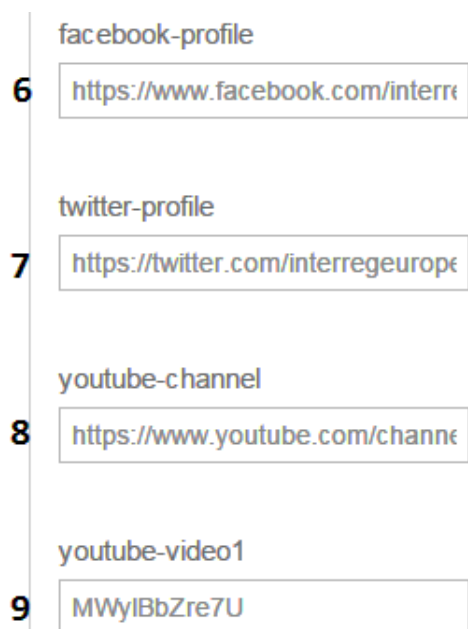 facebook-profile
6 https://www.facebook.com/interre
twitter-profile
7 https://twitter.com/interregeurope
youtube-channel
8 https://www.youtube.com/channe
youtube-video1
9 MWylBbZre7U